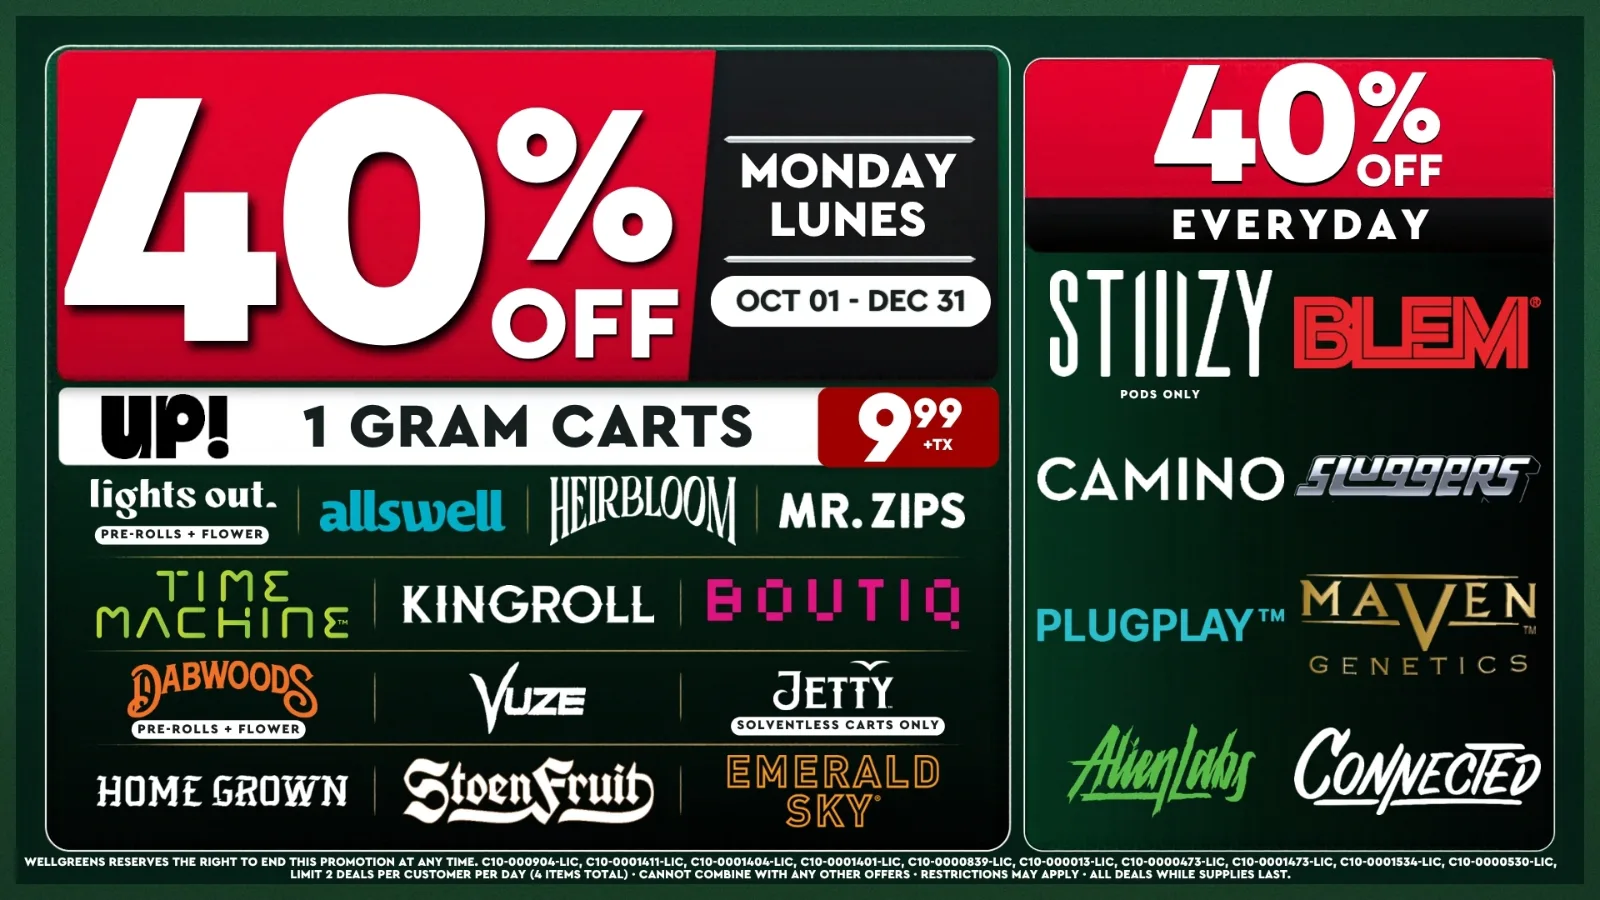 40% OFF
MONDAY
LUNES
OCT 01 - DEC 31
UP! 1 GRAM CARTS 9.99 +TX
lights out.
PRE-ROLLS + FLOWER
allswell
HEIRBLOOM
MR. ZIPS
TIME
MACHINE™
KINGROLL
BOUTIQ
DABWOODS
PRE-ROLLS + FLOWER
VUZE
JETTY
SOLVENTLESS CARTS ONLY
HOME GROWN
StoenFruit
EMERALD
SKY®
40% OFF
EVERYDAY
STIIIZY
PODS ONLY
BLEM®
CAMINO
SLUGGERS
PLUGPLAY™
MAVEN™
GENETICS
Alien Labs
CONNECTED
WELLGREENS RESERVES THE RIGHT TO END THIS PROMOTION AT ANY TIME. C10-000904-LIC, C10-0001411-LIC, C10-0001404-LIC, C10-0001401-LIC, C10-0000839-LIC, C10-000013-LIC, C10-0000473-LIC, C10-0001473-LIC, C10-0001534-LIC, C10-0000530-LIC,
LIMIT 2 DEALS PER CUSTOMER PER DAY (4 ITEMS TOTAL) • CANNOT COMBINE WITH ANY OTHER OFFERS • RESTRICTIONS MAY APPLY • ALL DEALS WHILE SUPPLIES LAST.